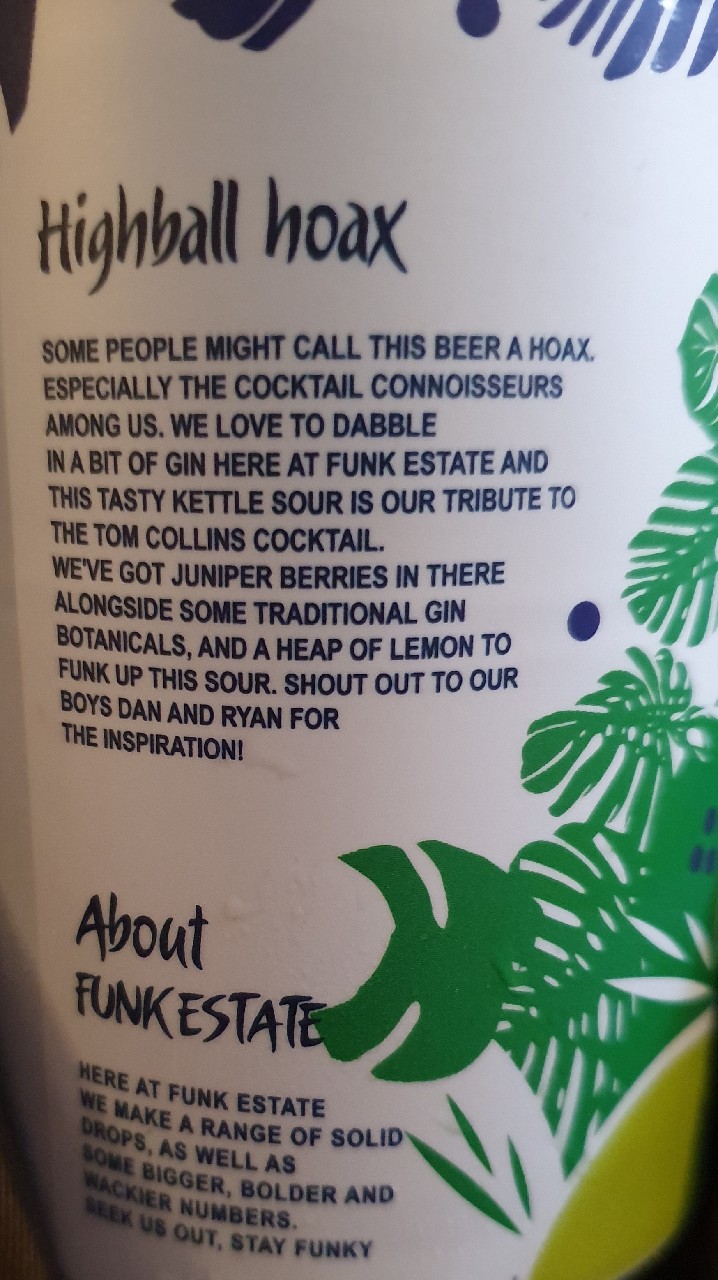 Highball hoax
SOME PEOPLE MIGHT CALL THIS BEER A HOAX.
ESPECIALLY THE COCKTAIL CONNOISSEURS
AMONG US. WE LOVE TO DABBLE
IN A BIT OF GIN HERE AT FUNK ESTATE AND
THIS TASTY KETTLE SOUR IS OUR TRIBUTE TO
THE TOM COLLINS COCKTAIL.
WE'VE GOT JUNIPER BERRIES IN THERE
ALONGSIDE SOME TRADITIONAL GIN
BOTANICALS, AND A HEAP OF LEMON TO
FUNK UP THIS SOUR. SHOUT OUT TO OUR
BOYS DAN AND RYAN FOR
THE INSPIRATION!
About
FUNK ESTATE
HERE AT FUNK ESTATE
WE MAKE A RANGE OF SOLID
DROPS, AS WELL AS
SOME BIGGER, BOLDER AND
WACKIER NUMBERS.
SEEK US OUT, STAY FUNKY